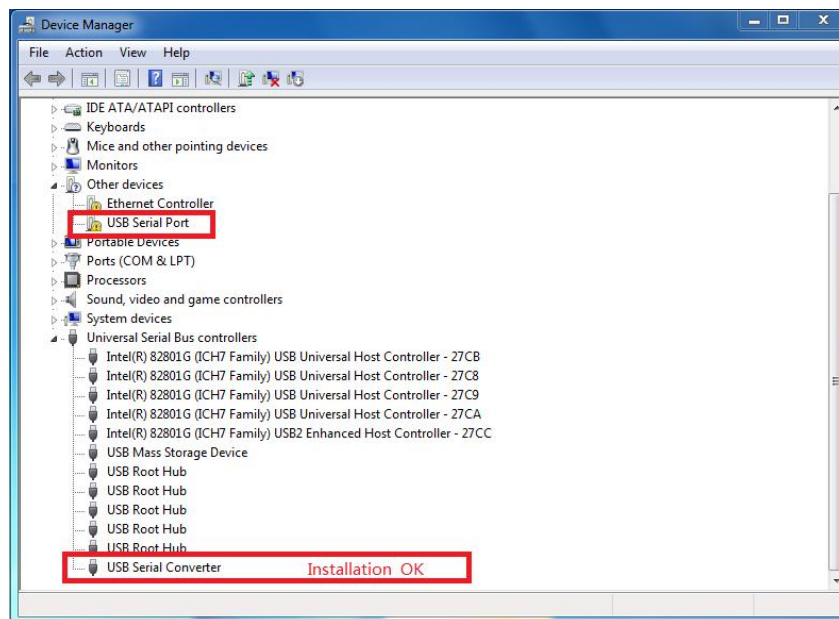 Device Manager
File Action View Help
IDE ATA/ATAPI controllers
Keyboards
Mice and other pointing devices
Monitors
Other devices
Ethernet Controller
USB Serial Port
Portable Devices
Ports (COM & LPT)
Processors
Sound, video and game controllers
System devices
Universal Serial Bus controllers
Intel(R) 82801G (ICH7 Family) USB Universal Host Controller - 27CB
Intel(R) 82801G (ICH7 Family) USB Universal Host Controller - 27C8
Intel(R) 82801G (ICH7 Family) USB Universal Host Controller - 27C9
Intel(R) 82801G (ICH7 Family) USB Universal Host Controller - 27CA
Intel(R) 82801G (ICH7 Family) USB2 Enhanced Host Controller - 27CC
USB Mass Storage Device
USB Root Hub
USB Root Hub
USB Root Hub
USB Root Hub
USB Root Hub
USB Serial Converter Installation OK